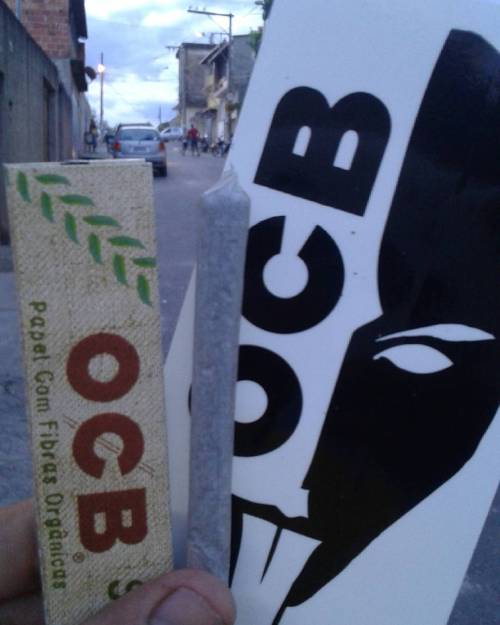 OCB
Papel Com Fibras Orgânicas
OCB®
S